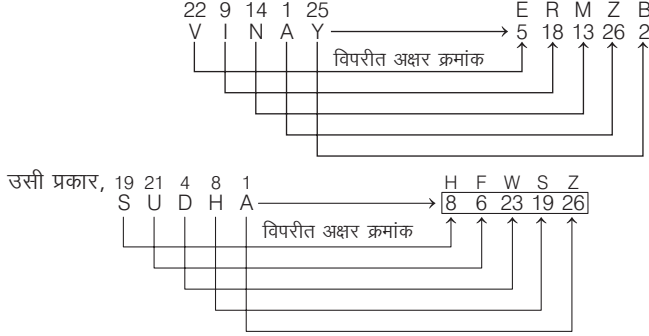 22 9 14 1 25 E R M Z B
V I N A Y 5 18 13 26 2
विपरीत अक्षर क्रमांक
उसी प्रकार, 19 21 4 8 1 H F W S Z
S U D H A 8 6 23 19 26
विपरीत अक्षर क्रमांक